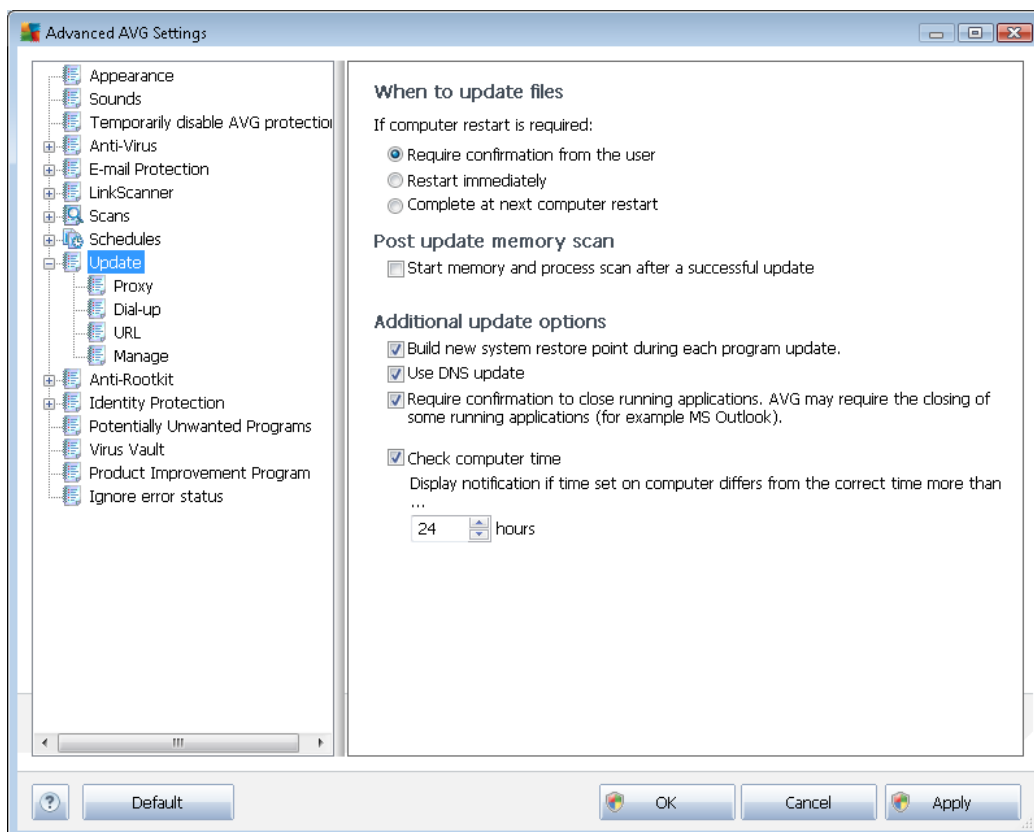 Advanced AVG Settings
Appearance
Sounds
Temporarily disable AVG protection
Anti-Virus
E-mail Protection
LinkScanner
Scans
Schedules
Update
Proxy
Dial-up
URL
Manage
Anti-Rootkit
Identity Protection
Potentially Unwanted Programs
Virus Vault
Product Improvement Program
Ignore error status
When to update files
If computer restart is required:
Require confirmation from the user
Restart immediately
Complete at next computer restart
Post update memory scan
Start memory and process scan after a successful update
Additional update options
Build new system restore point during each program update.
Use DNS update
Require confirmation to close running applications. AVG may require the closing of
some running applications (for example MS Outlook).
Check computer time
Display notification if time set on computer differs from the correct time more than
...
24 hours
? Default OK Cancel Apply